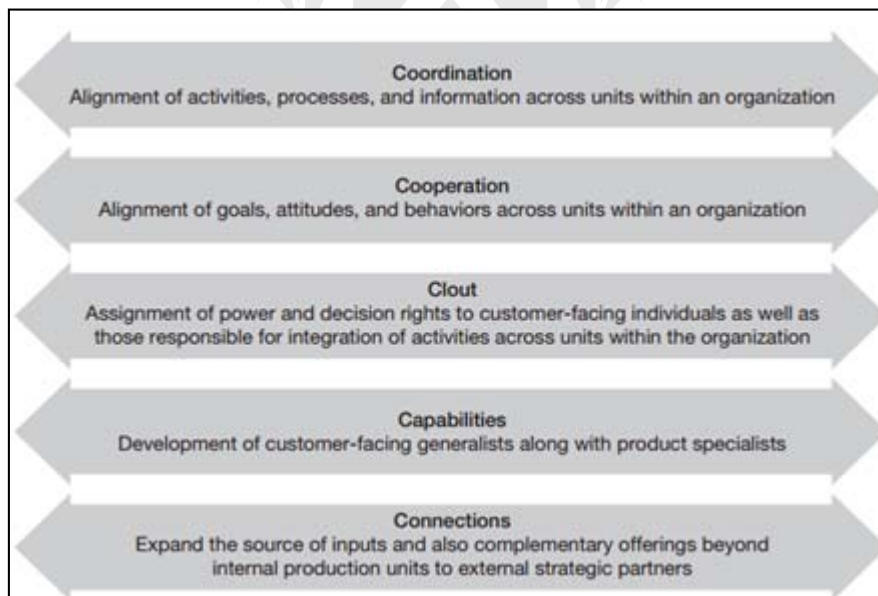 Coordination
Alignment of activities, processes, and information across units within an organization
Cooperation
Alignment of goals, attitudes, and behaviors across units within an organization
Clout
Assignment of power and decision rights to customer-facing individuals as well as
those responsible for integration of activities across units within the organization
Capabilities
Development of customer-facing generalists along with product specialists
Connections
Expand the source of inputs and also complementary offerings beyond
internal production units to external strategic partners